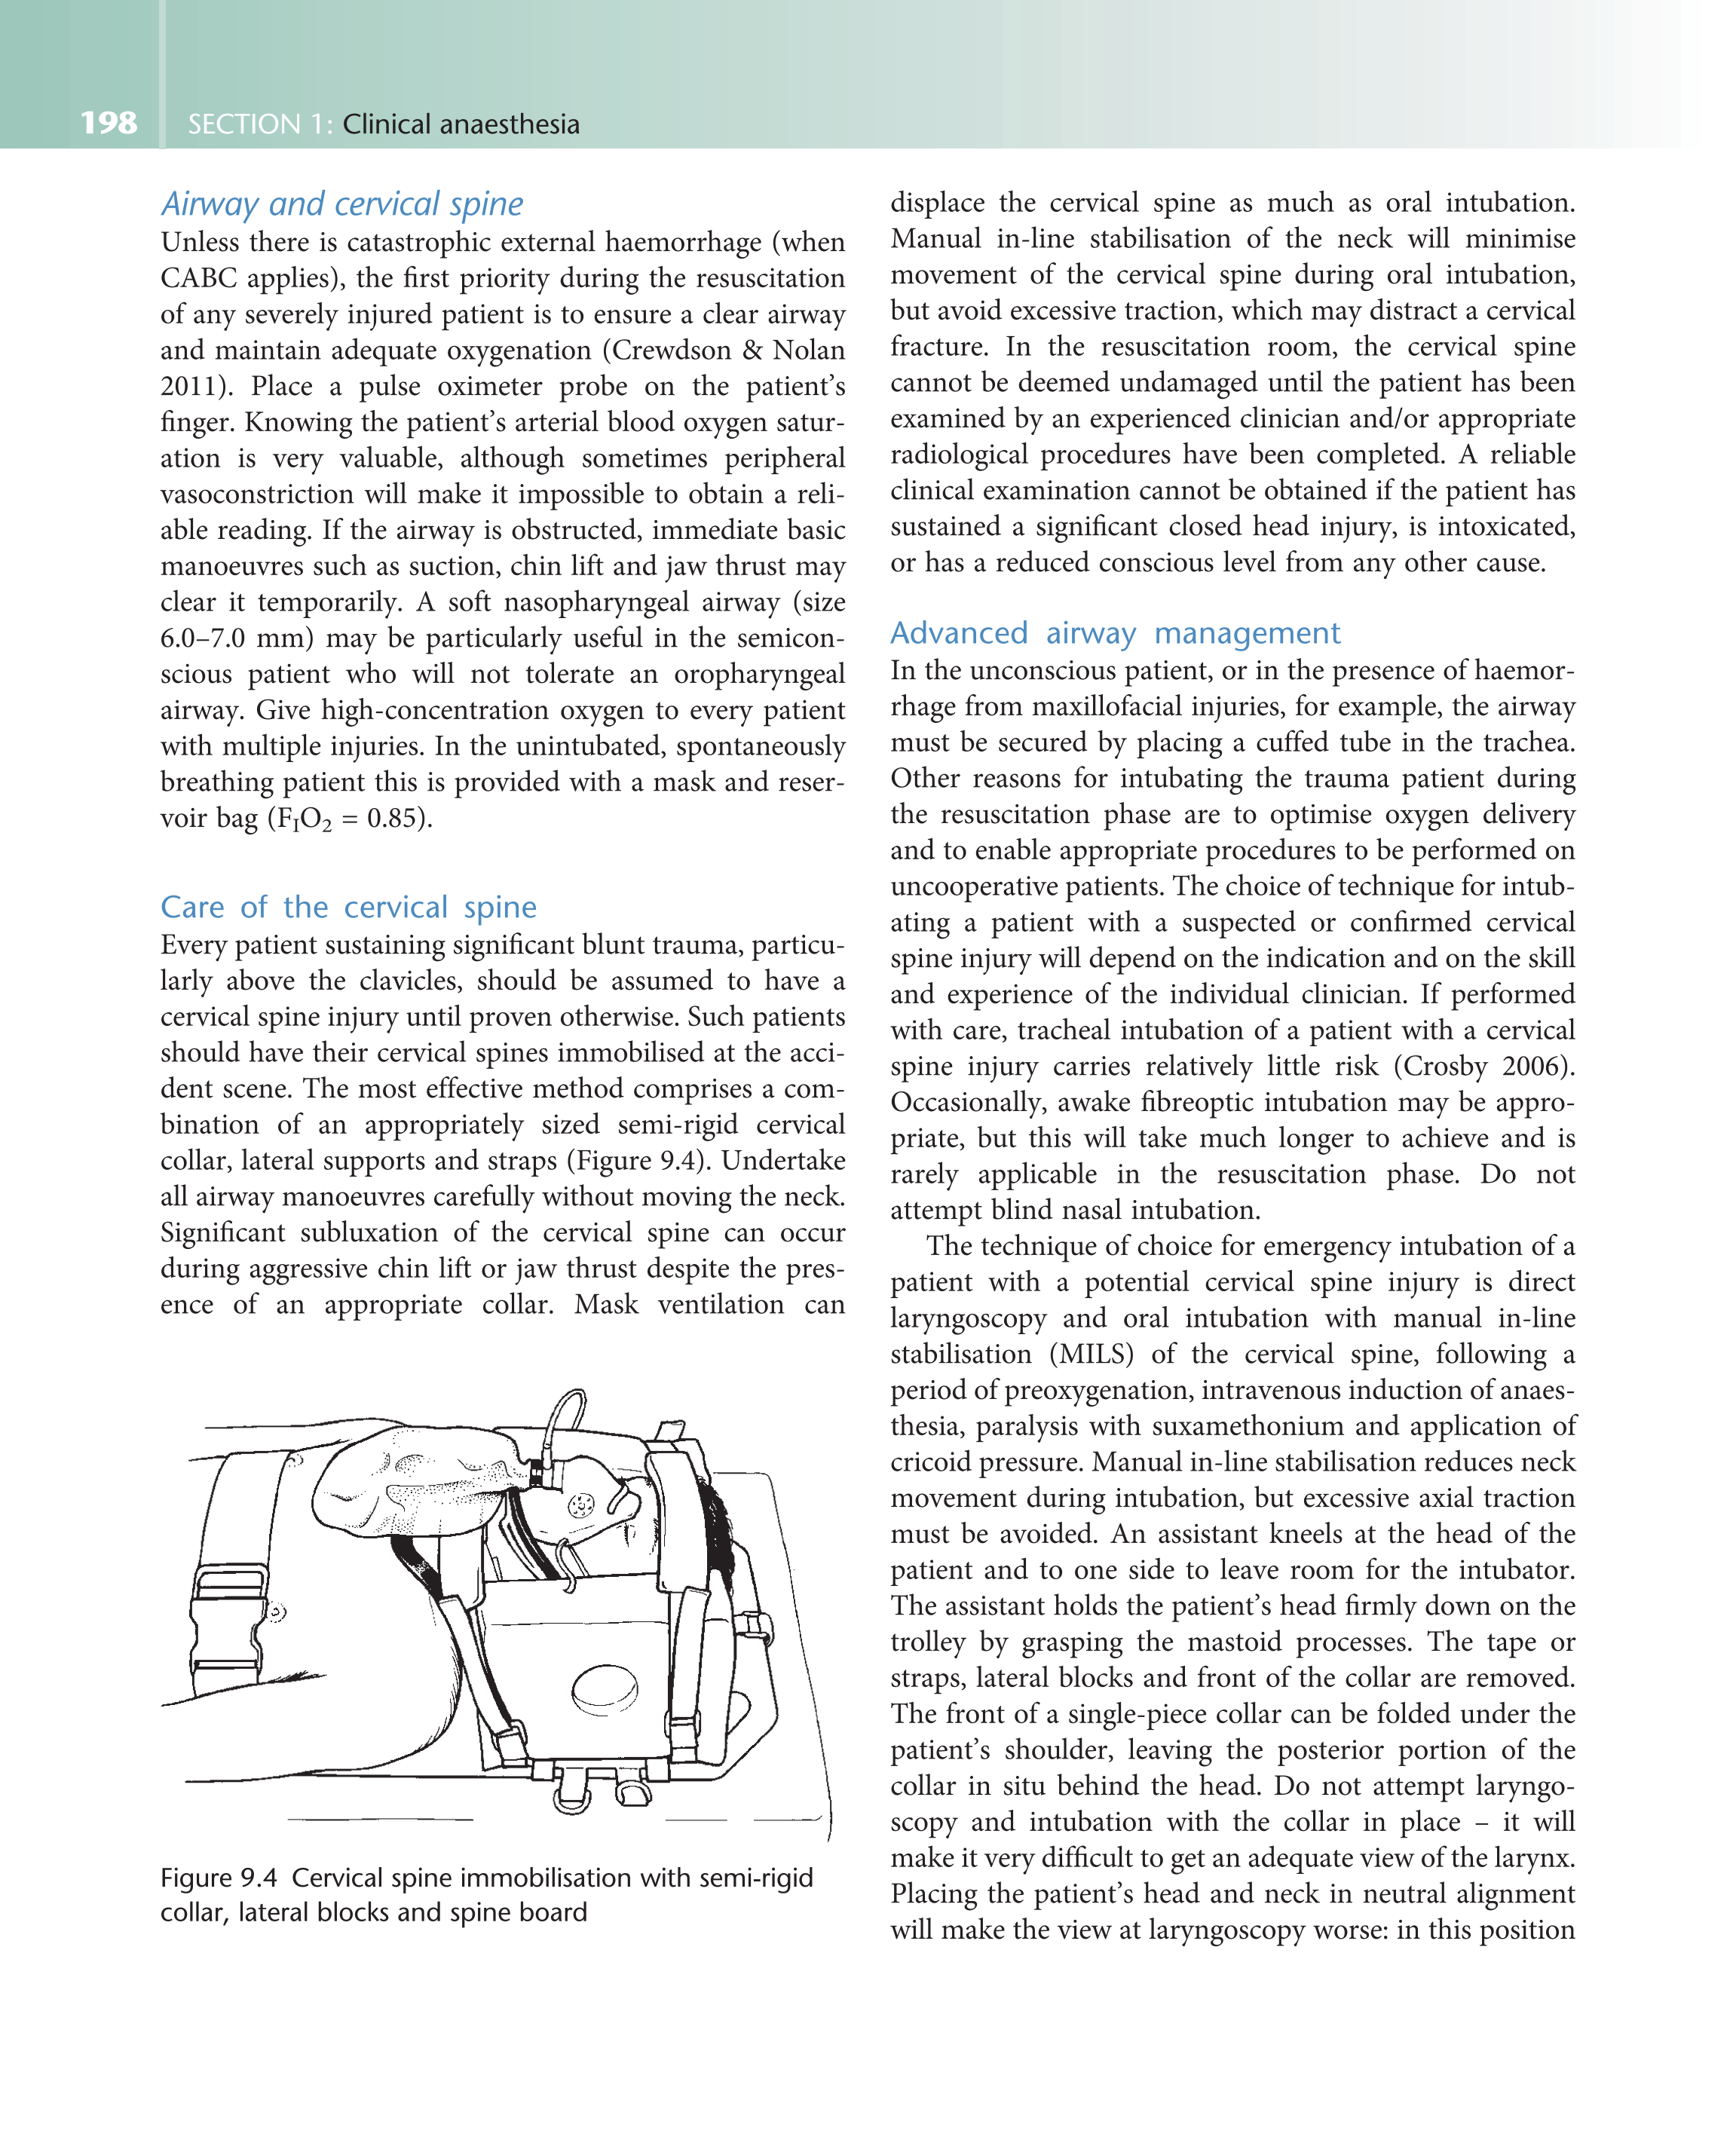 198 SECTION 1: Clinical anaesthesia
Airway and cervical spine
Unless there is catastrophic external haemorrhage (when
CABC applies), the first priority during the resuscitation
of any severely injured patient is to ensure a clear airway
and maintain adequate oxygenation (Crewdson & Nolan
2011). Place a pulse oximeter probe on the patient's
finger. Knowing the patient's arterial blood oxygen satur-
ation is very valuable, although sometimes peripheral
vasoconstriction will make it impossible to obtain a reli-
able reading. If the airway is obstructed, immediate basic
manoeuvres such as suction, chin lift and jaw thrust may
clear it temporarily. A soft nasopharyngeal airway (size
6.0–7.0 mm) may be particularly useful in the semicon-
scious patient who will not tolerate an oropharyngeal
airway. Give high-concentration oxygen to every patient
with multiple injuries. In the unintubated, spontaneously
breathing patient this is provided with a mask and reser-
voir bag (FIO2 = 0.85).
Care of the cervical spine
Every patient sustaining significant blunt trauma, particu-
larly above the clavicles, should be assumed to have a
cervical spine injury until proven otherwise. Such patients
should have their cervical spines immobilised at the acci-
dent scene. The most effective method comprises a com-
bination of an appropriately sized semi-rigid cervical
collar, lateral supports and straps (Figure 9.4). Undertake
all airway manoeuvres carefully without moving the neck.
Significant subluxation of the cervical spine can occur
during aggressive chin lift or jaw thrust despite the pres-
ence of an appropriate collar. Mask ventilation can
Figure 9.4 Cervical spine immobilisation with semi-rigid
collar, lateral blocks and spine board
displace the cervical spine as much as oral intubation.
Manual in-line stabilisation of the neck will minimise
movement of the cervical spine during oral intubation,
but avoid excessive traction, which may distract a cervical
fracture. In the resuscitation room, the cervical spine
cannot be deemed undamaged until the patient has been
examined by an experienced clinician and/or appropriate
radiological procedures have been completed. A reliable
clinical examination cannot be obtained if the patient has
sustained a significant closed head injury, is intoxicated,
or has a reduced conscious level from any other cause.
Advanced airway management
In the unconscious patient, or in the presence of haemor-
rhage from maxillofacial injuries, for example, the airway
must be secured by placing a cuffed tube in the trachea.
Other reasons for intubating the trauma patient during
the resuscitation phase are to optimise oxygen delivery
and to enable appropriate procedures to be performed on
uncooperative patients. The choice of technique for intub-
ating a patient with a suspected or confirmed cervical
spine injury will depend on the indication and on the skill
and experience of the individual clinician. If performed
with care, tracheal intubation of a patient with a cervical
spine injury carries relatively little risk (Crosby 2006).
Occasionally, awake fibreoptic intubation may be appro-
priate, but this will take much longer to achieve and is
rarely applicable in the resuscitation phase. Do not
attempt blind nasal intubation.
The technique of choice for emergency intubation of a
patient with a potential cervical spine injury is direct
laryngoscopy and oral intubation with manual in-line
stabilisation (MILS) of the cervical spine, following a
period of preoxygenation, intravenous induction of anaes-
thesia, paralysis with suxamethonium and application of
cricoid pressure. Manual in-line stabilisation reduces neck
movement during intubation, but excessive axial traction
must be avoided. An assistant kneels at the head of the
patient and to one side to leave room for the intubator.
The assistant holds the patient's head firmly down on the
trolley by grasping the mastoid processes. The tape or
straps, lateral blocks and front of the collar are removed.
The front of a single-piece collar can be folded under the
patient's shoulder, leaving the posterior portion of the
collar in situ behind the head. Do not attempt laryngo-
scopy and intubation with the collar in place – it will
make it very difficult to get an adequate view of the larynx.
Placing the patient's head and neck in neutral alignment
will make the view at laryngoscopy worse: in this position